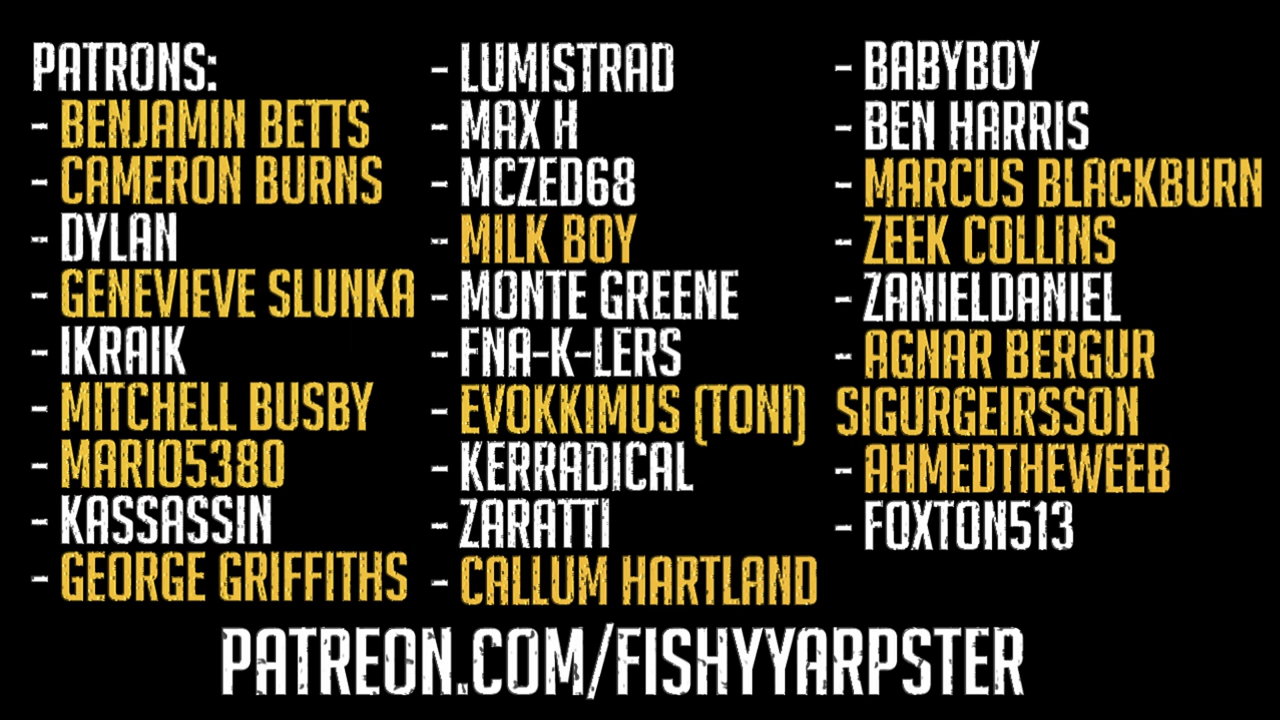 PATRONS:
- BENJAMIN BETTS
- CAMERON BURNS
- DYLAN
- GENEVIEVE SLUNKA
- IKRAIK
- MITCHELL BUSBY
- MARIO5380
- KASSASSIN
- GEORGE GRIFFITHS
- LUMISTRAD
- MAX H
- MCZED68
- MILK BOY
- MONTE GREENE
- FNA-K-LERS
- EVOKKIMUS (TONI)
- KERRADICAL
- ZARATTI
- CALLUM HARTLAND
- BABYBOY
- BEN HARRIS
- MARCUS BLACKBURN
- ZEEK COLLINS
- ZANIELDANIEL
- AGNAR BERGUR
SIGURGEIRSSON
- AHMEDTHEWEEB
- FOXTON513
PATREON.COM/FISHYYARPSTER